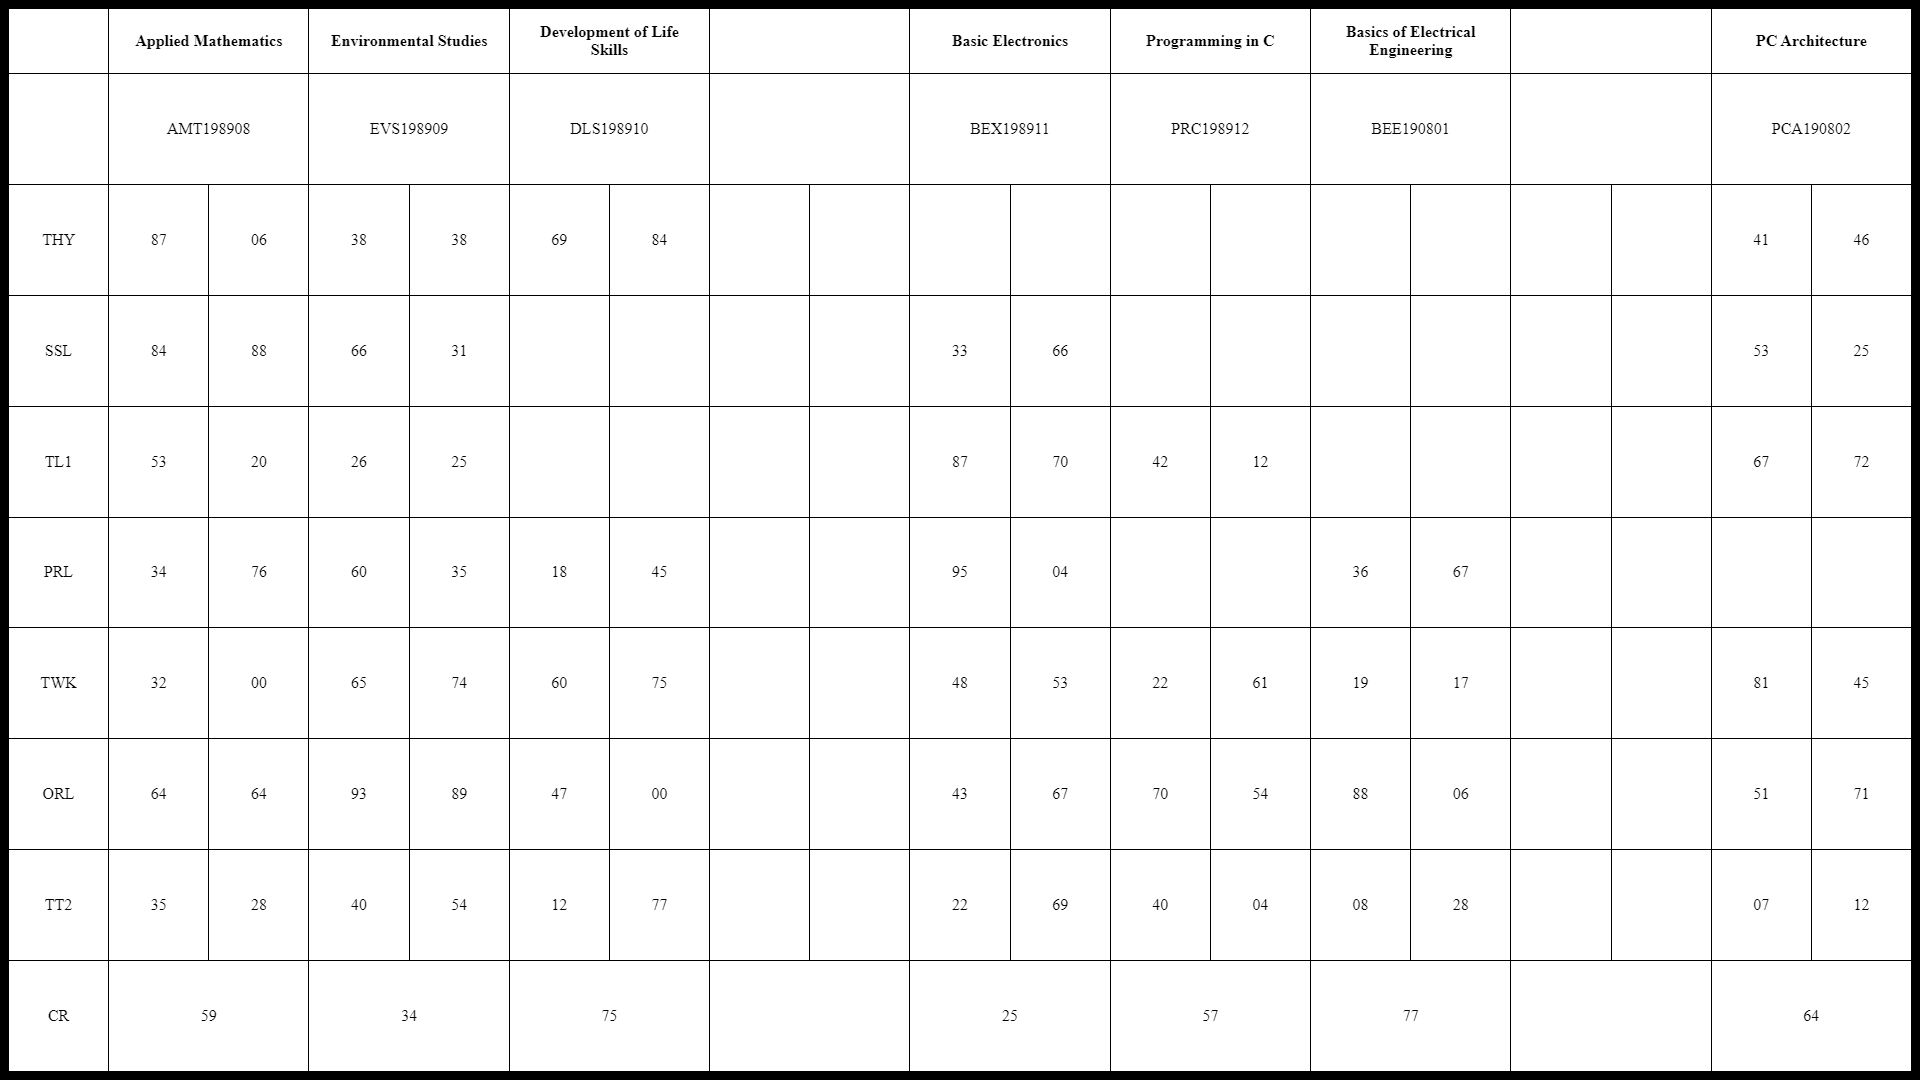 Applied Mathematics Environmental Studies Development of Life Skills Basic Electronics Programming in C Basics of Electrical Engineering PC Architecture
AMT198908 EVS198909 DLS198910 BEX198911 PRC198912 BEE190801 PCA190802
THY 87 06 38 38 69 84 41 46
SSL 84 88 66 31 33 66 53 25
TL1 53 20 26 25 87 70 42 12 67 72
PRL 34 76 60 35 18 45 95 04 36 67
TWK 32 00 65 74 60 75 48 53 22 61 19 17 81 45
ORL 64 64 93 89 47 00 43 67 70 54 88 06 51 71
TT2 35 28 40 54 12 77 22 69 40 04 08 28 07 12
CR 59 34 75 25 57 77 64